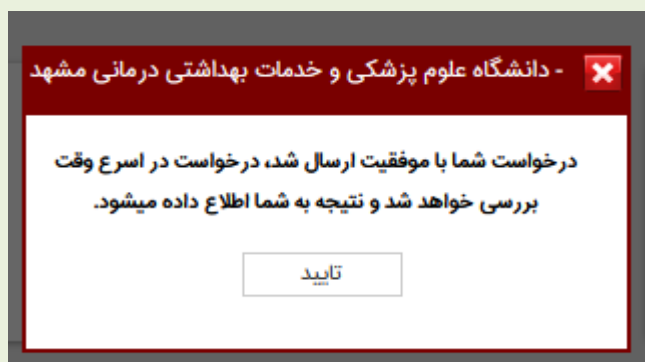 - دانشگاه علوم پزشکی و خدمات بهداشتی درمانی مشهد
درخواست شما با موفقیت ارسال شد، درخواست در اسرع وقت
بررسی خواهد شد و نتیجه به شما اطلاع داده میشود.
تایید